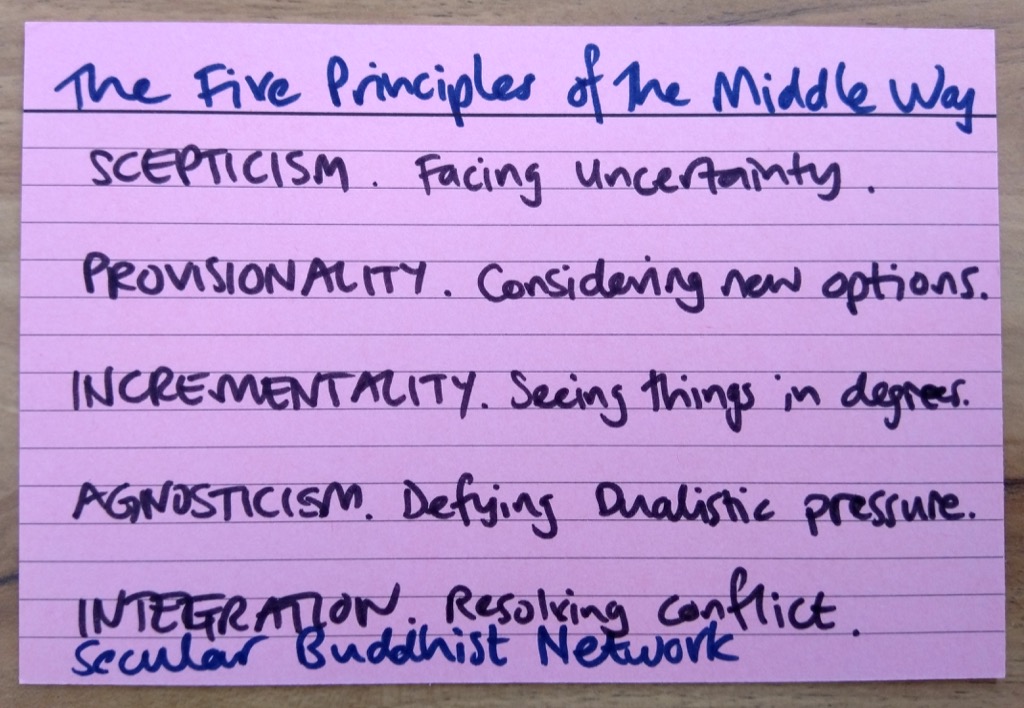 The Five Principles of The Middle Way
SCEPTICISM. Facing Uncertainty.
PROVISIONALITY. Considering new options.
INCREMENTALITY. Seeing things in degrees.
AGNOSTICISM. Defying Dualistic pressure.
INTEGRATION. Resolving conflict.
Secular Buddhist Network